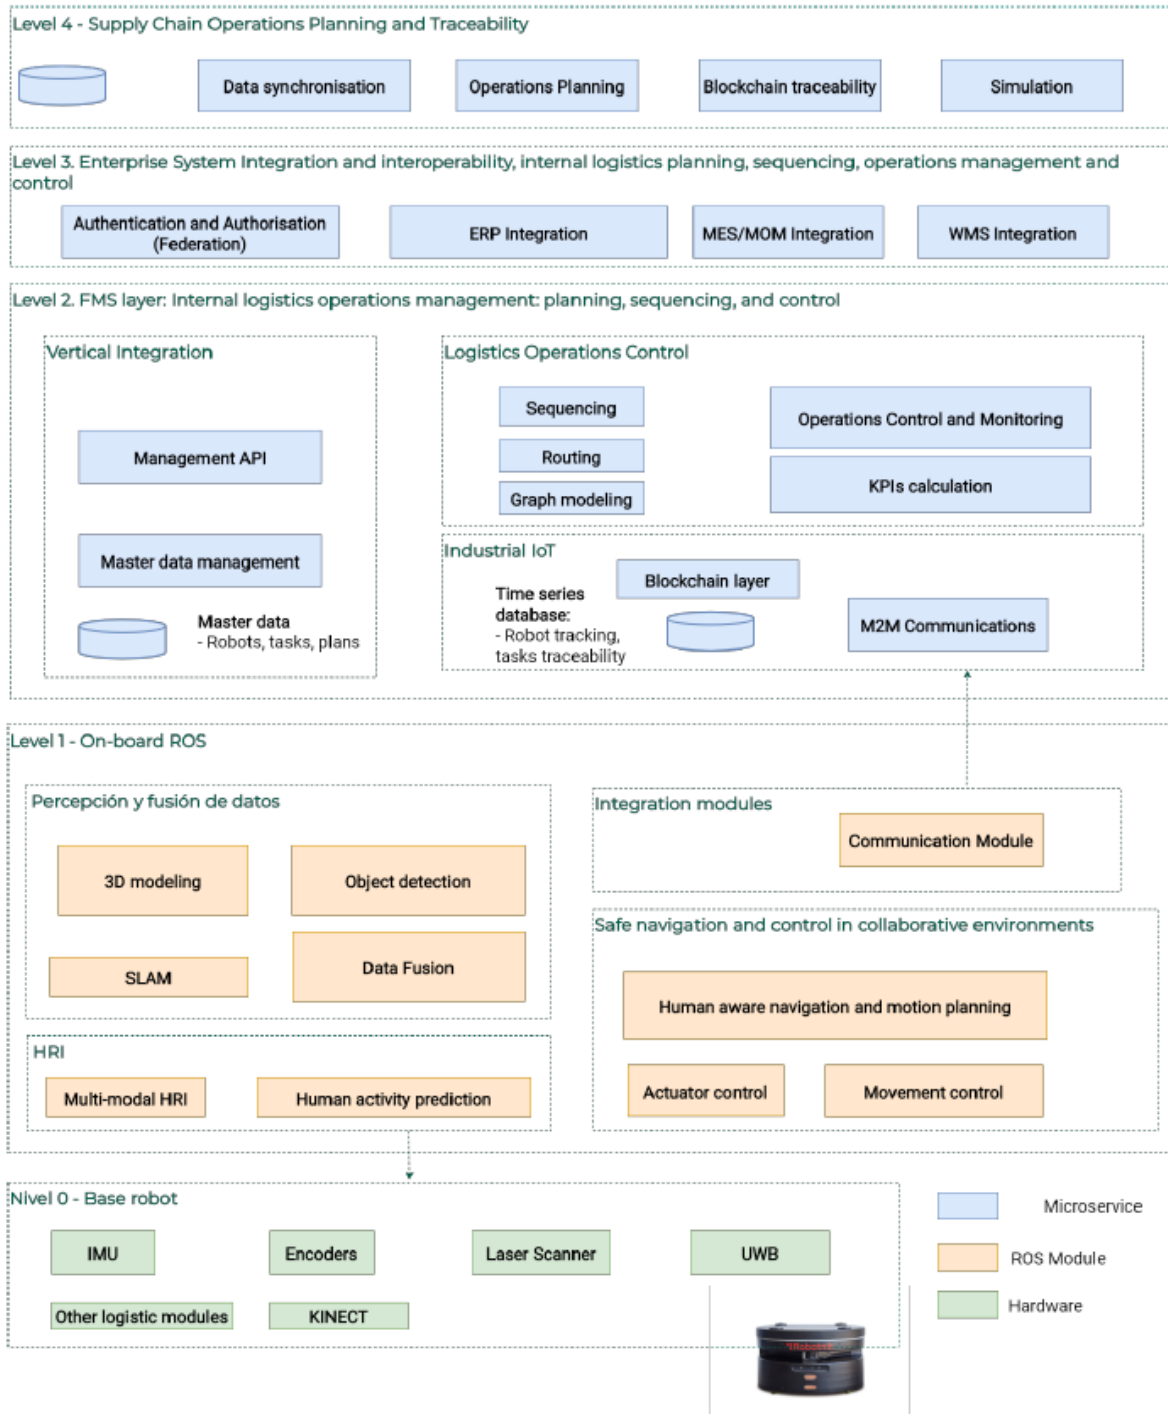 Level 4 - Supply Chain Operations Planning and Traceability
Data synchronisation
Operations Planning
Blockchain traceability
Simulation
Level 3. Enterprise System Integration and interoperability, internal logistics planning, sequencing, operations management and
control
Authentication and Authorisation
(Federation)
ERP Integration
MES/MOM Integration
WMS Integration
Level 2. FMS layer: Internal logistics operations management: planning, sequencing, and control
Vertical Integration
Management API
Master data management
Master data
- Robots, tasks, plans
Logistics Operations Control
Sequencing
Routing
Graph modeling
Operations Control and Monitoring
KPIs calculation
Industrial IoT
Blockchain layer
Time series
database:
- Robot tracking,
tasks traceability
M2M Communications
Level 1 - On-board ROS
Percepción y fusión de datos
3D modeling
Object detection
SLAM
Data Fusion
HRI
Multi-modal HRI
Human activity prediction
Integration modules
Communication Module
Safe navigation and control in collaborative environments
Human aware navigation and motion planning
Actuator control
Movement control
Nivel 0 - Base robot
IMU
Encoders
Laser Scanner
UWB
Other logistic modules
KINECT
Microservice
ROS Module
Hardware